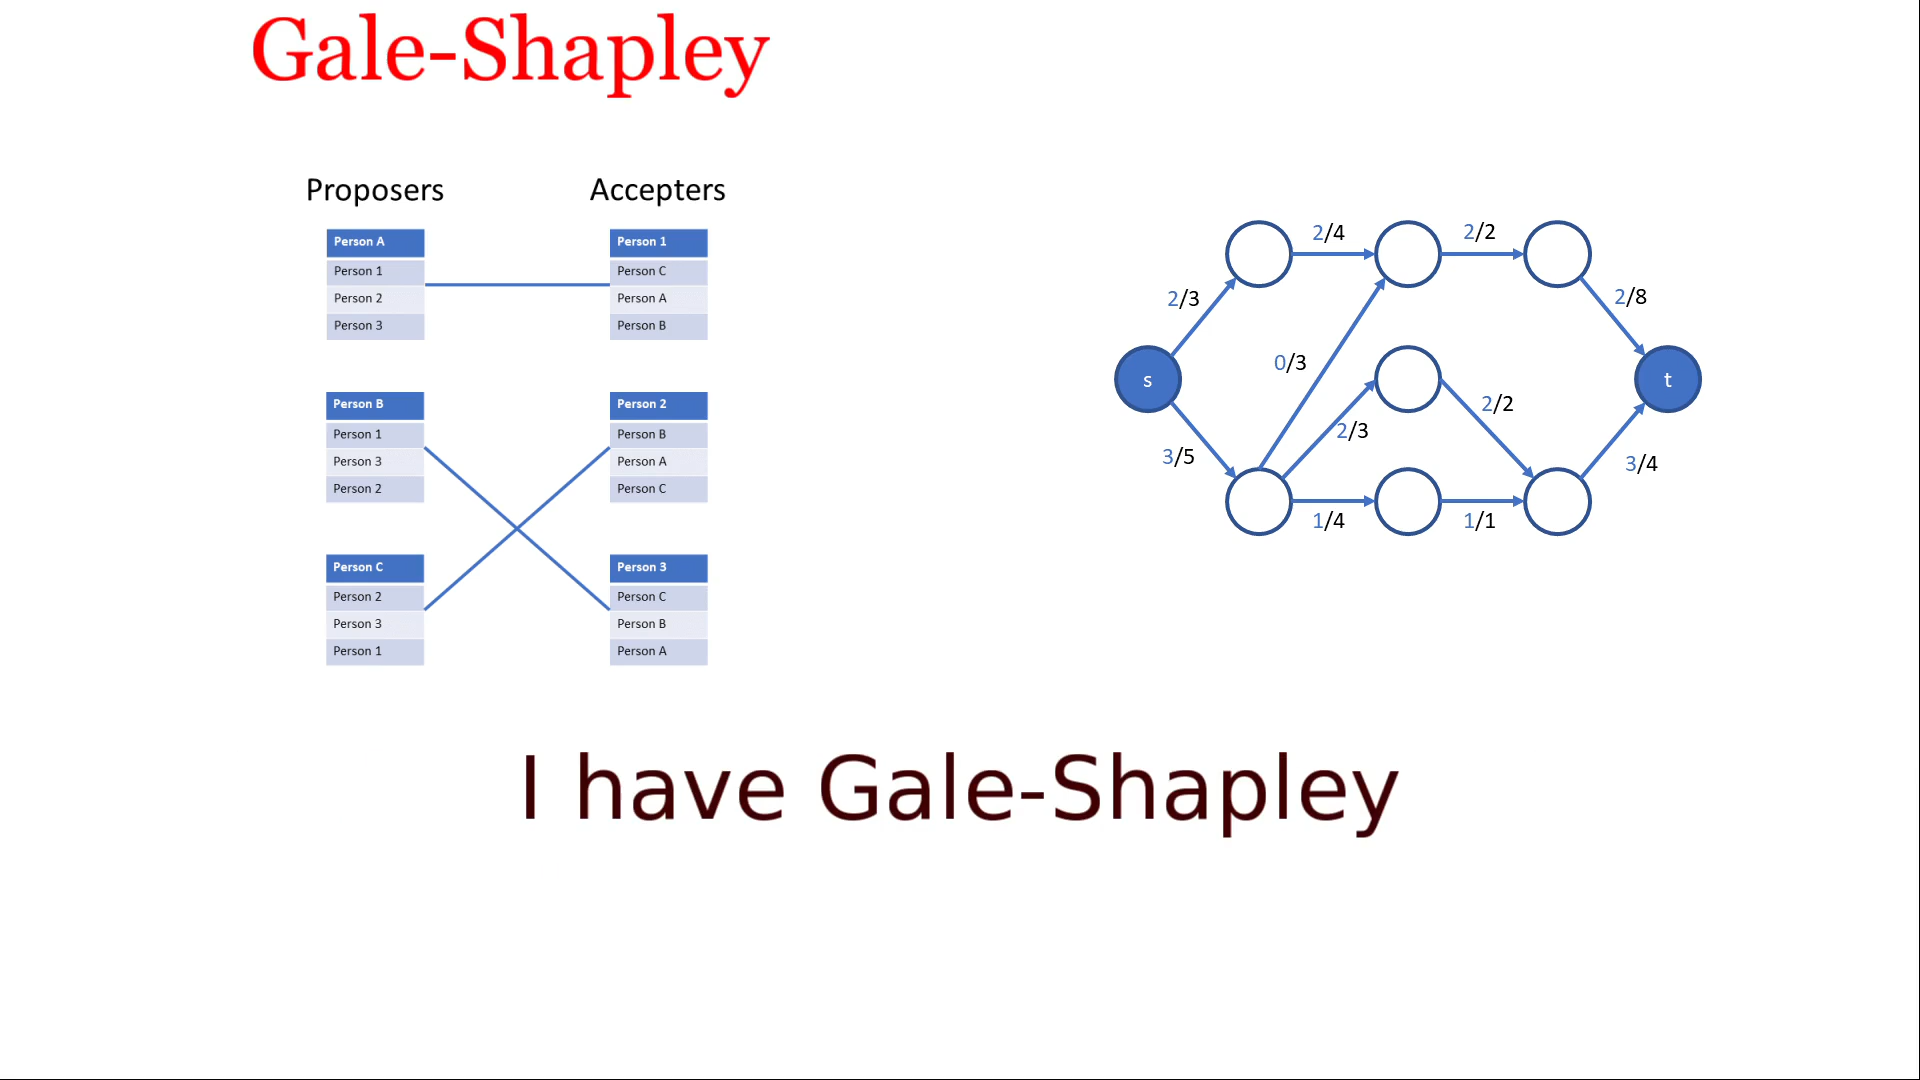 Gale-Shapley
Proposers
Accepters
Person A
Person 1
Person 2
Person 3
Person 1
Person C
Person A
Person B
Person B
Person 1
Person 3
Person 2
Person 2
Person B
Person A
Person C
Person C
Person 2
Person 3
Person 1
Person 3
Person C
Person B
Person A
2/4
2/2
2/3
2/8
0/3
s
t
2/2
2/3
3/5
3/4
1/4
1/1
I have Gale-Shapley